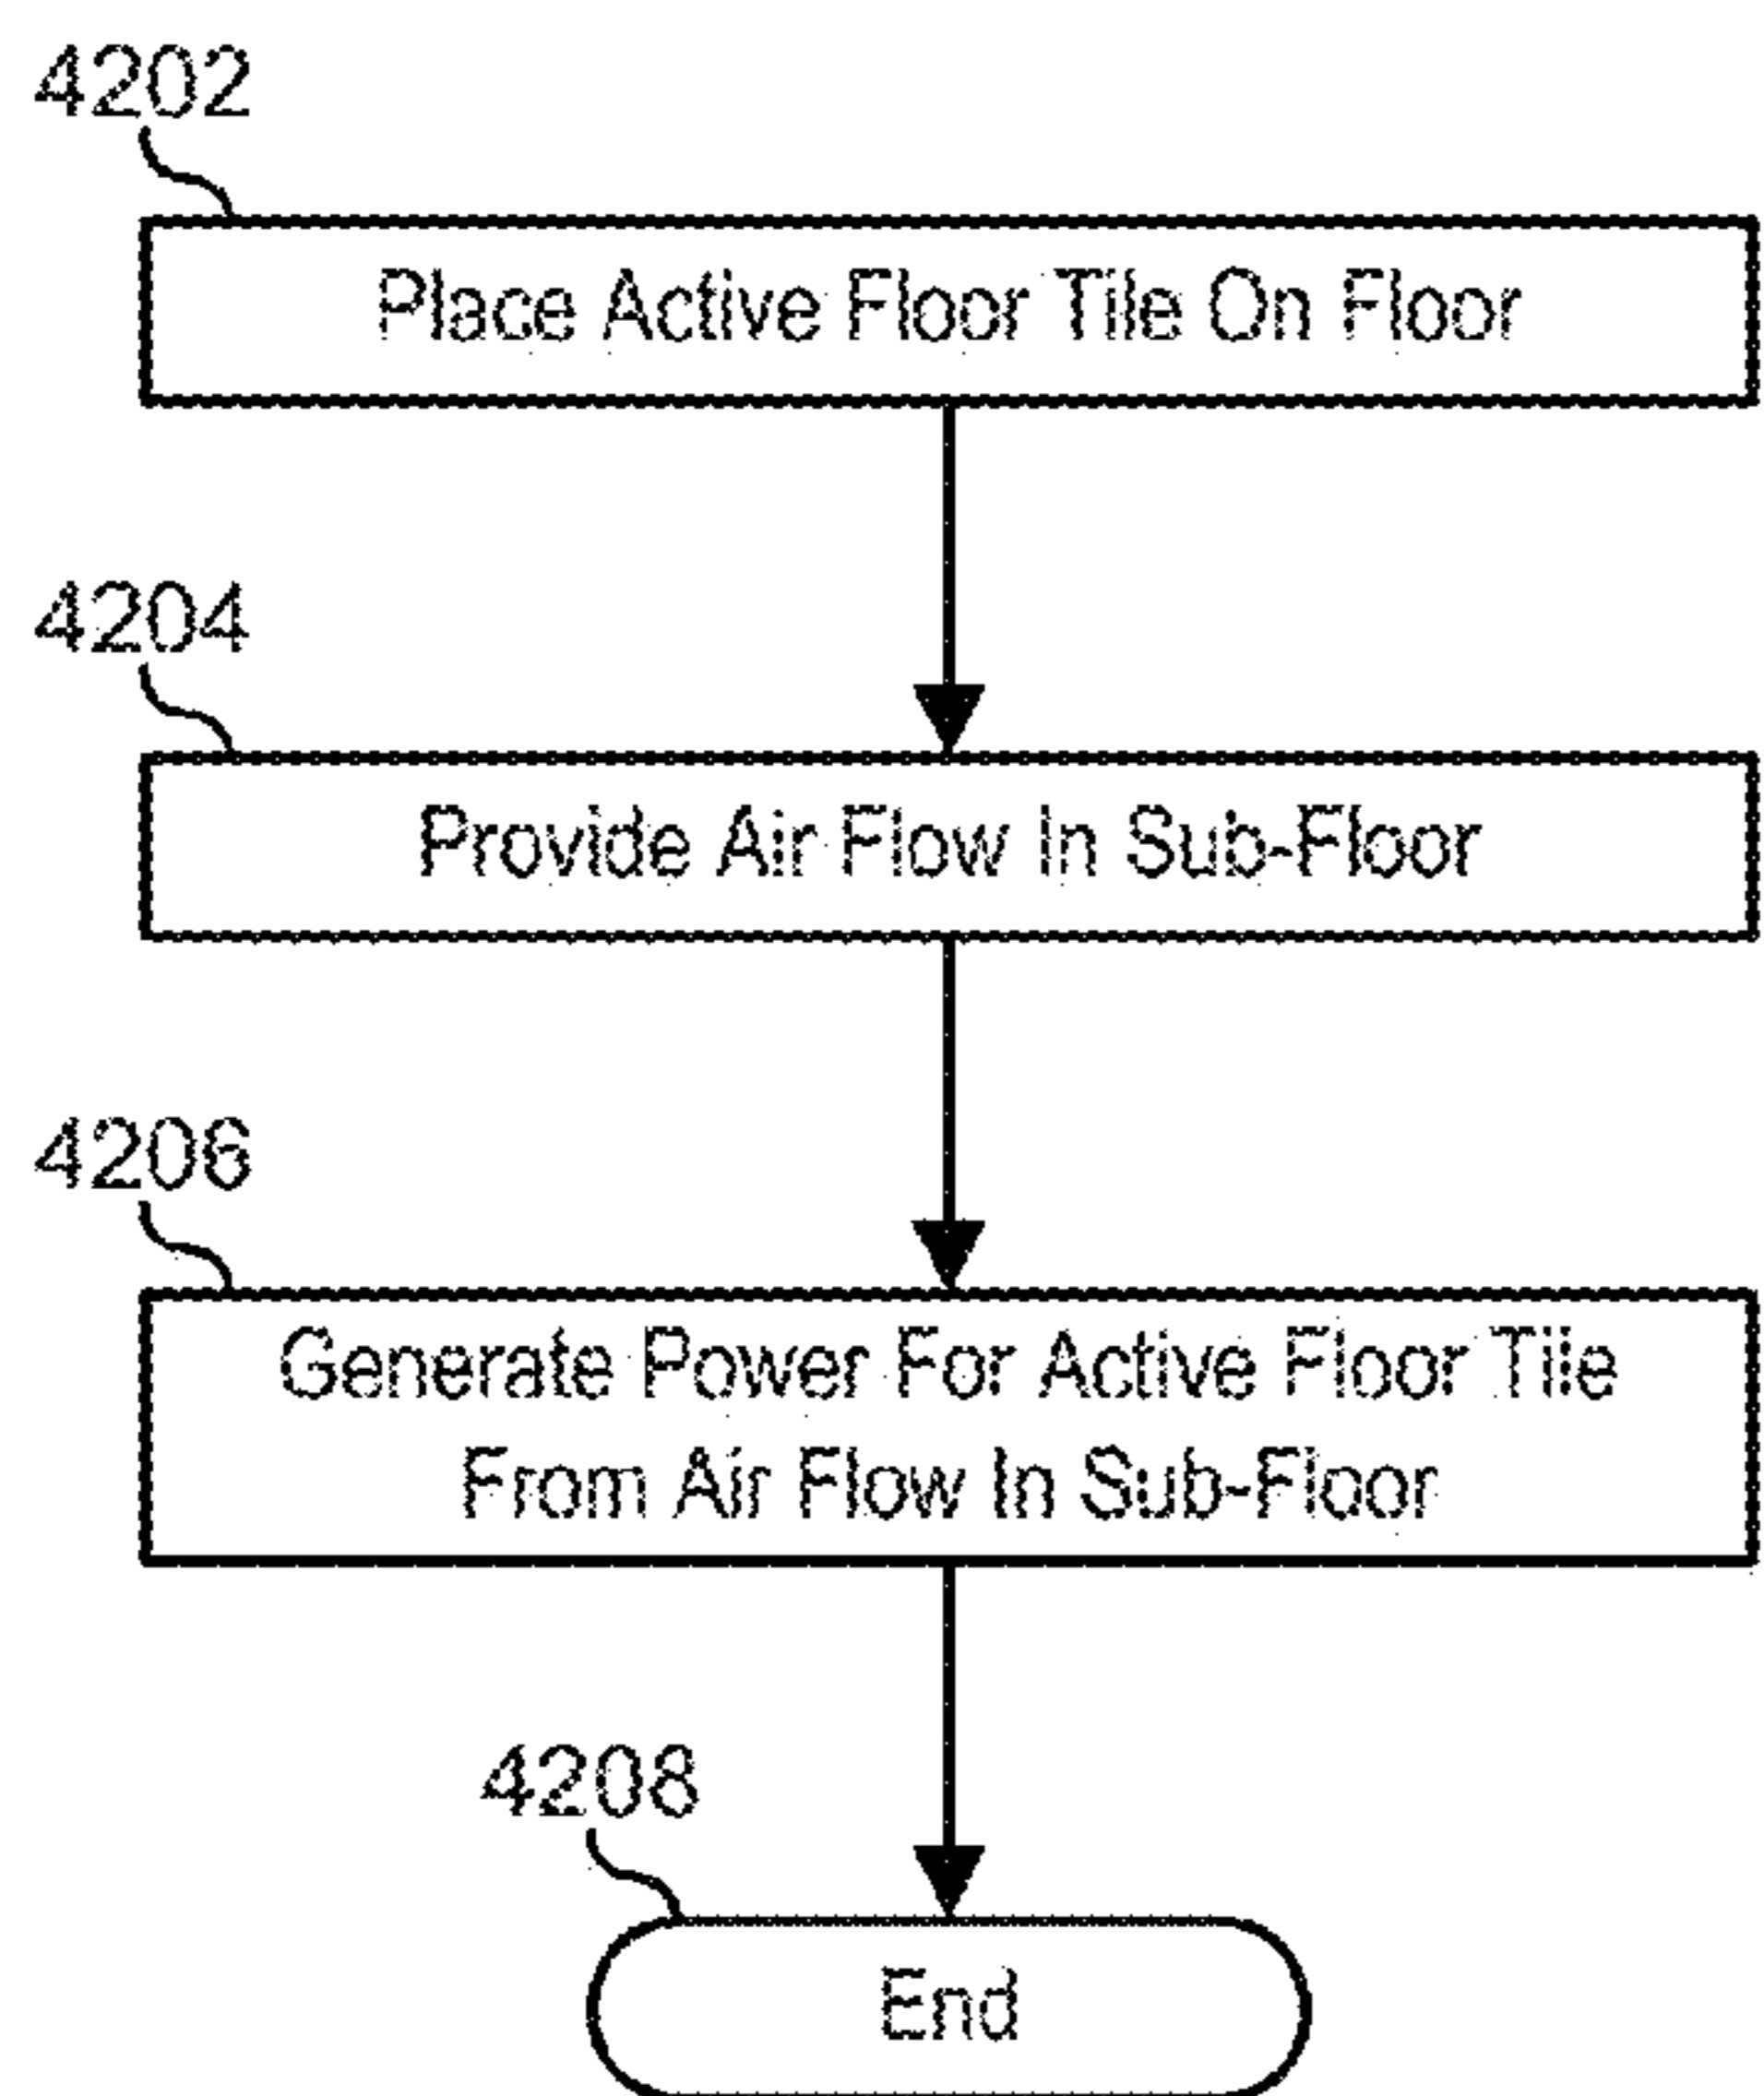 4202
Place Active Floor Tile On Floor
4204
Provide Air Flow In Sub-Floor
4206
Generate Power For Active Floor Tile
From Air Flow In Sub-Floor
4208
End